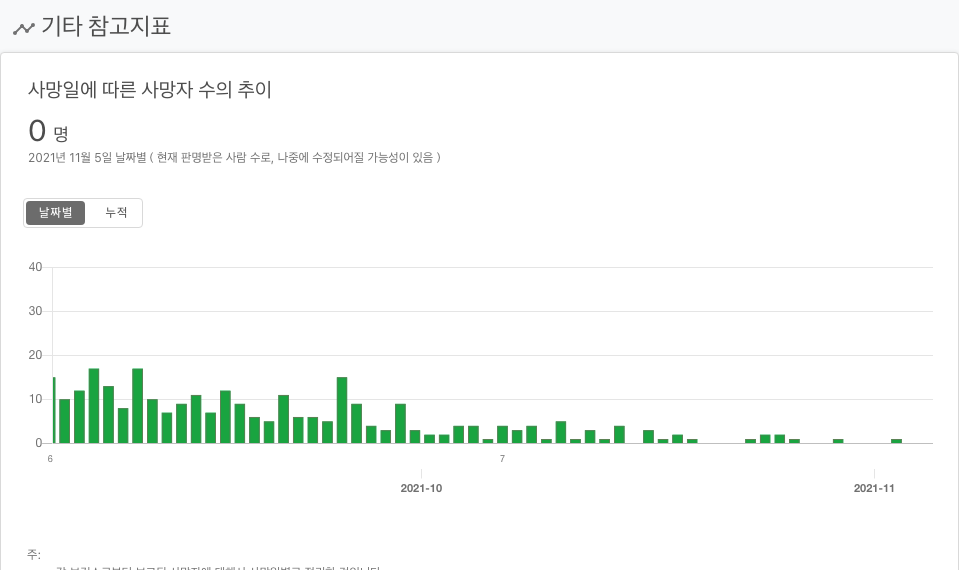 기타 참고지표
사망일에 따른 사망자 수의 추이
0 명
2021년 11월 5일 날짜별 ( 현재 판명받은 사람 수로, 나중에 수정되어질 가능성이 있음 )
날짜별 누적
40
30
20
10
0
6 7
2021-10 2021-11
주: